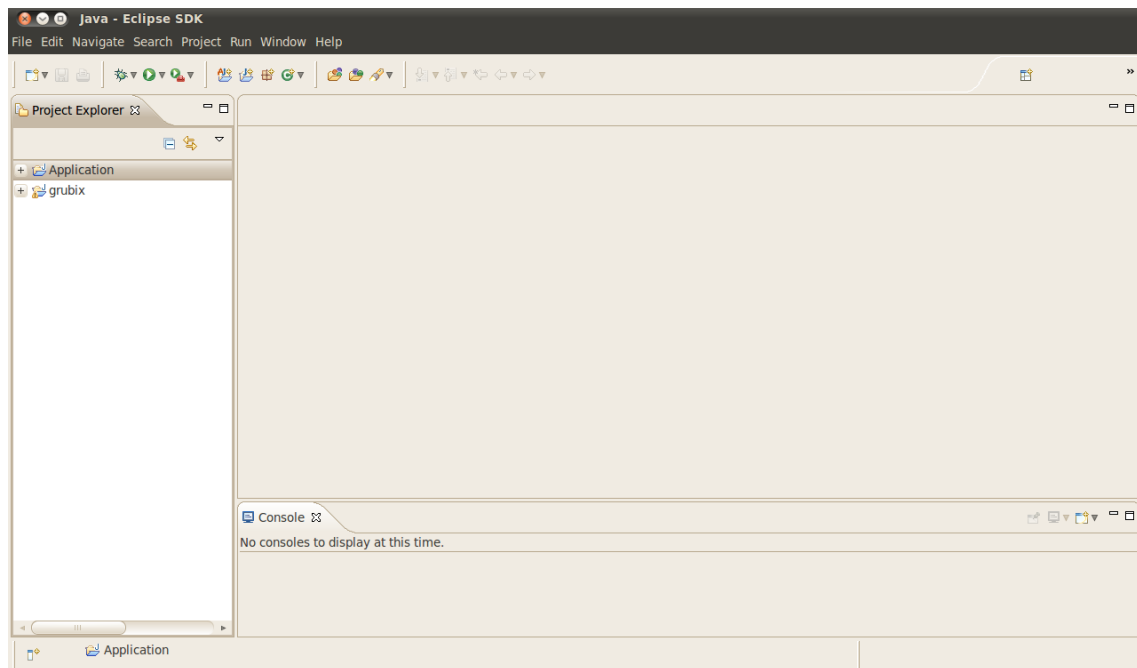 Java - Eclipse SDK
File Edit Navigate Search Project Run Window Help
Project Explorer
Application
grubix
Console
No consoles to display at this time.
Application